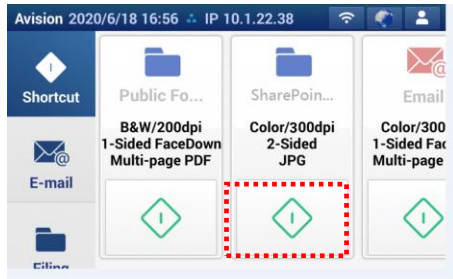 Avision 2020/6/18 16:56 IP 10.1.22.38
Shortcut
E-mail
Filing
Public Fo...
B&W/200dpi
1-Sided FaceDown
Multi-page PDF
SharePoin...
Color/300dpi
2-Sided
JPG
Email
Color/300
1-Sided Fac
Multi-page